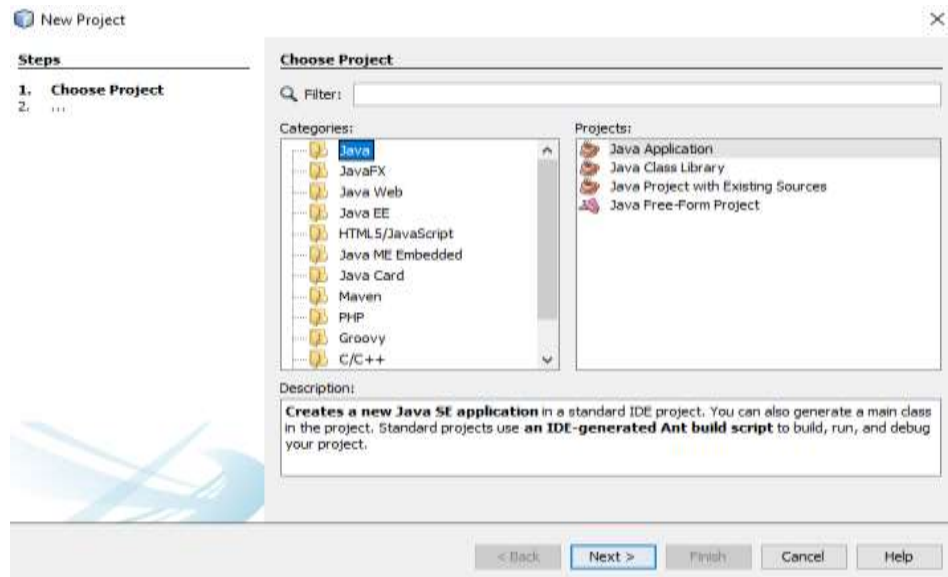 New Project
Steps
1. Choose Project
2. ...
Choose Project
Filter:
Categories:
Java
JavaFX
Java Web
Java EE
HTML5/JavaScript
Java ME Embedded
Java Card
Maven
PHP
Groovy
C/C++
Projects:
Java Application
Java Class Library
Java Project with Existing Sources
Java Free-Form Project
Description:
Creates a new Java SE application in a standard IDE project. You can also generate a main class
in the project. Standard projects use an IDE-generated Ant build script to build, run, and debug
your project.
< Back Next > Finish Cancel Help